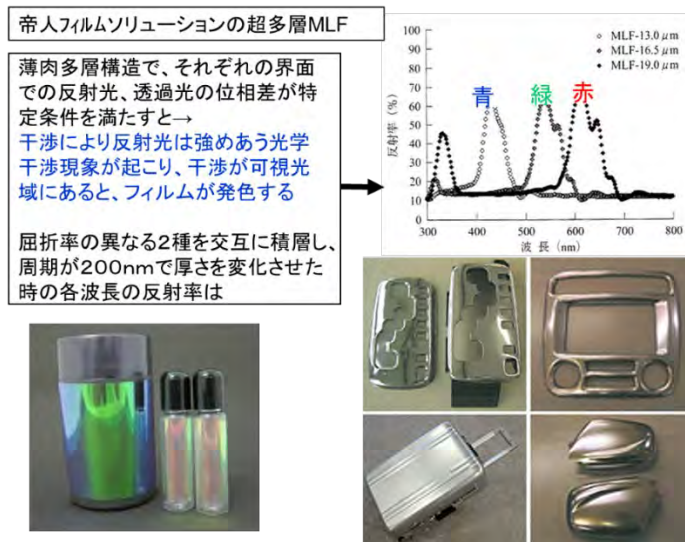 帝人フィルムソリューションの超多層MLF
薄肉多層構造で、それぞれの界面
での反射光、透過光の位相差が特
定条件を満たすと→
干渉により反射光は強めあう光学
干渉現象が起こり、干渉が可視光
域にあると、フィルムが発色する
屈折率の異なる2種を交互に積層し、
周期が200nmで厚さを変化させた
時の各波長の反射率は
MLF-13.0μm
MLF-16.5μm
MLF-19.0μm
青 緑 赤
反射率(%)
100
90
80
70
60
50
40
30
20
10
0
300 400 500 600 700 800
波長(nm)